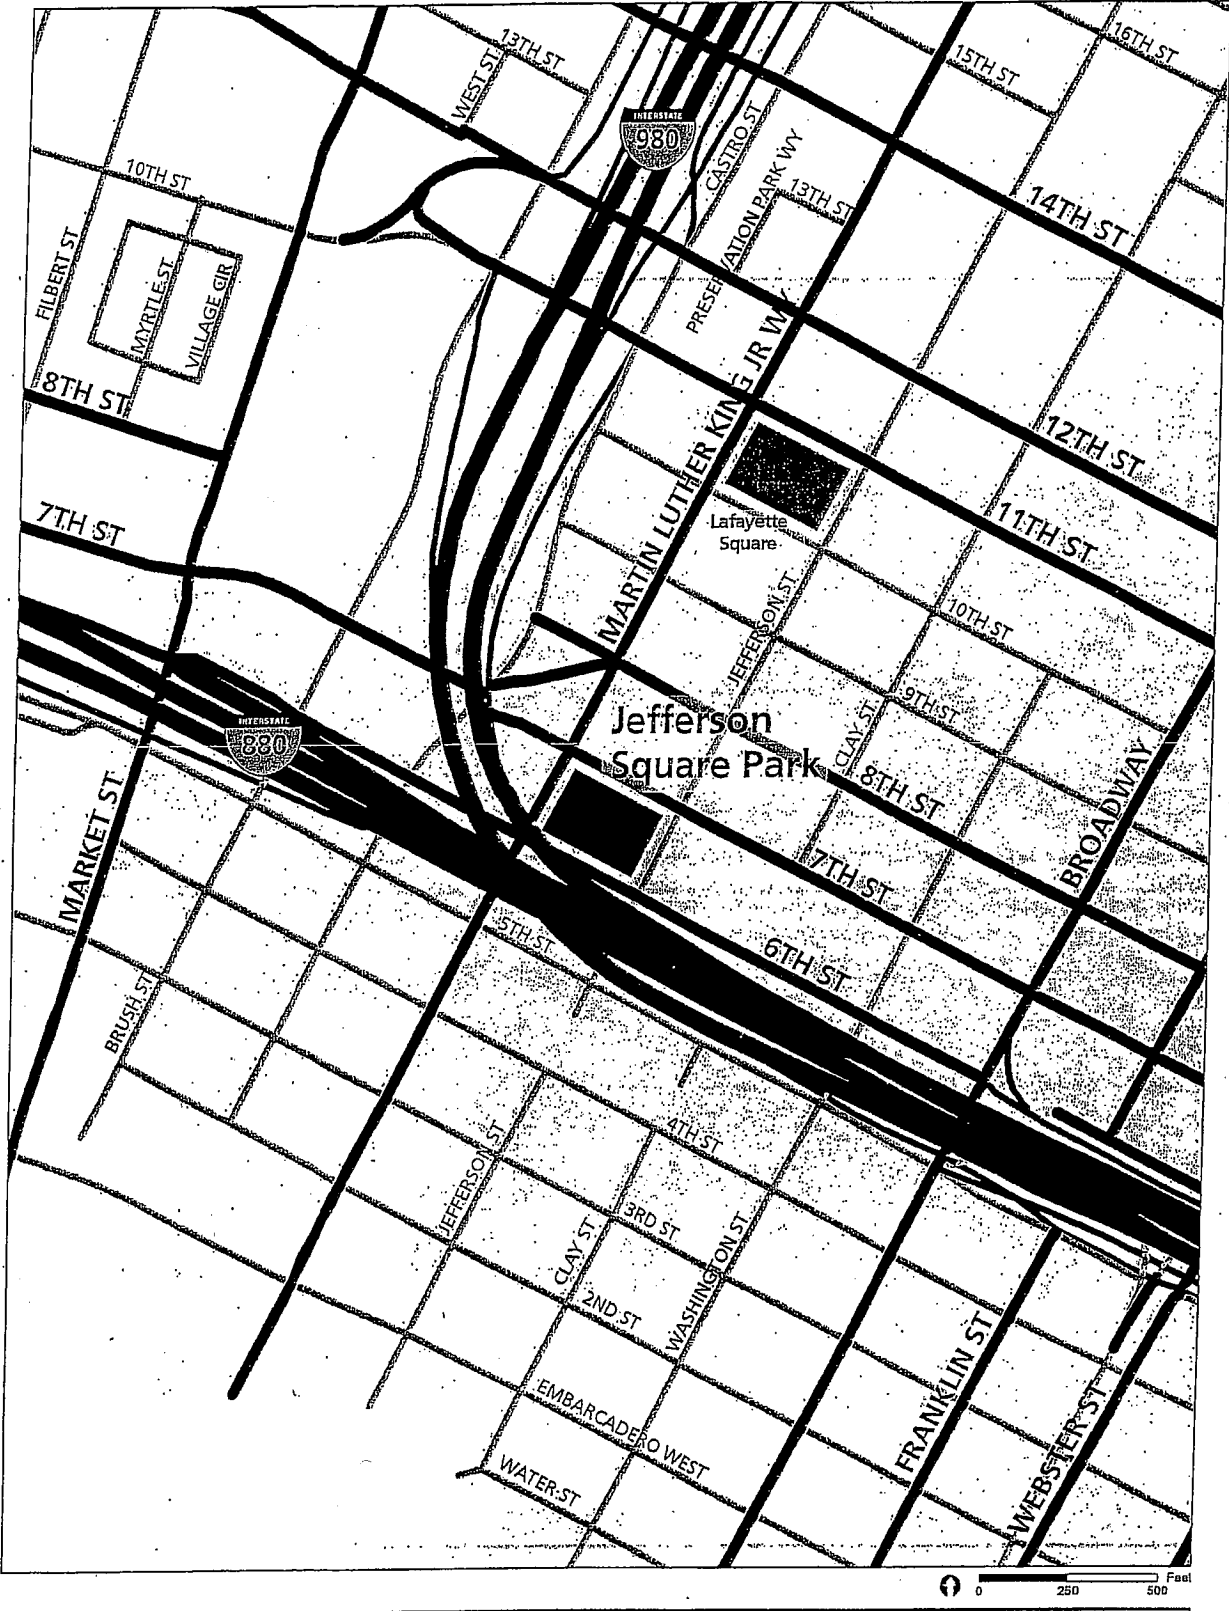 13TH ST
16TH ST
WEST ST
15TH ST
INTERSTATE
980
CASTRO ST
PRESERVATION PARK WY
13TH ST
10TH ST
14TH ST
FILBERT ST
MYRTLE ST
VILLAGE CIR
MARTIN LUTHER KING JR WY
8TH ST
12TH ST
7TH ST
Lafayette
Square
11TH ST
JEFFERSON ST
10TH ST
9TH ST
CLAY ST
Jefferson
Square Park
INTERSTATE
880
8TH ST
BROADWAY
MARKET ST
7TH ST
5TH ST
6TH ST
BRUSH ST
4TH ST
JEFFERSON ST
3RD ST
CLAY ST
WASHINGTON ST
2ND ST
FRANKLIN ST
WEBSTER ST
EMBARCADERO WEST
WATER ST
Feet
0 250 500